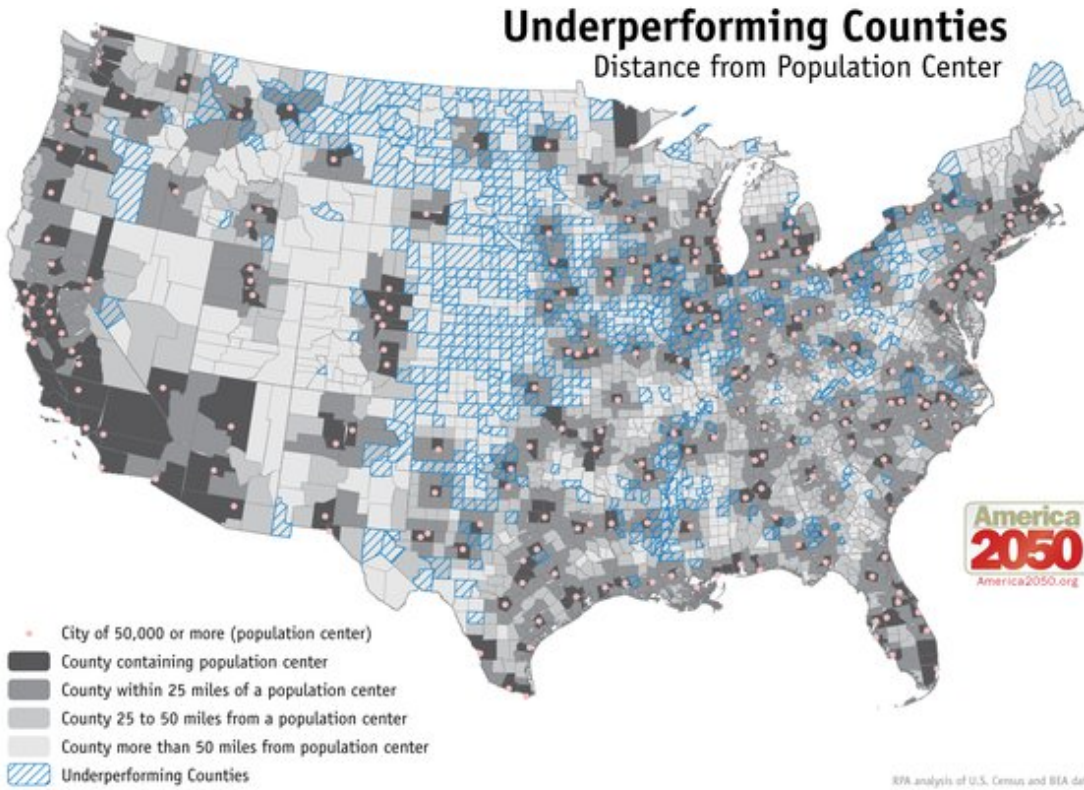 Underperforming Counties
Distance from Population Center
America
2050
America2050.org
City of 50,000 or more (population center)
County containing population center
County within 25 miles of a population center
County 25 to 50 miles from a population center
County more than 50 miles from population center
Underperforming Counties
RPA analysis of U.S. Census and BEA dat